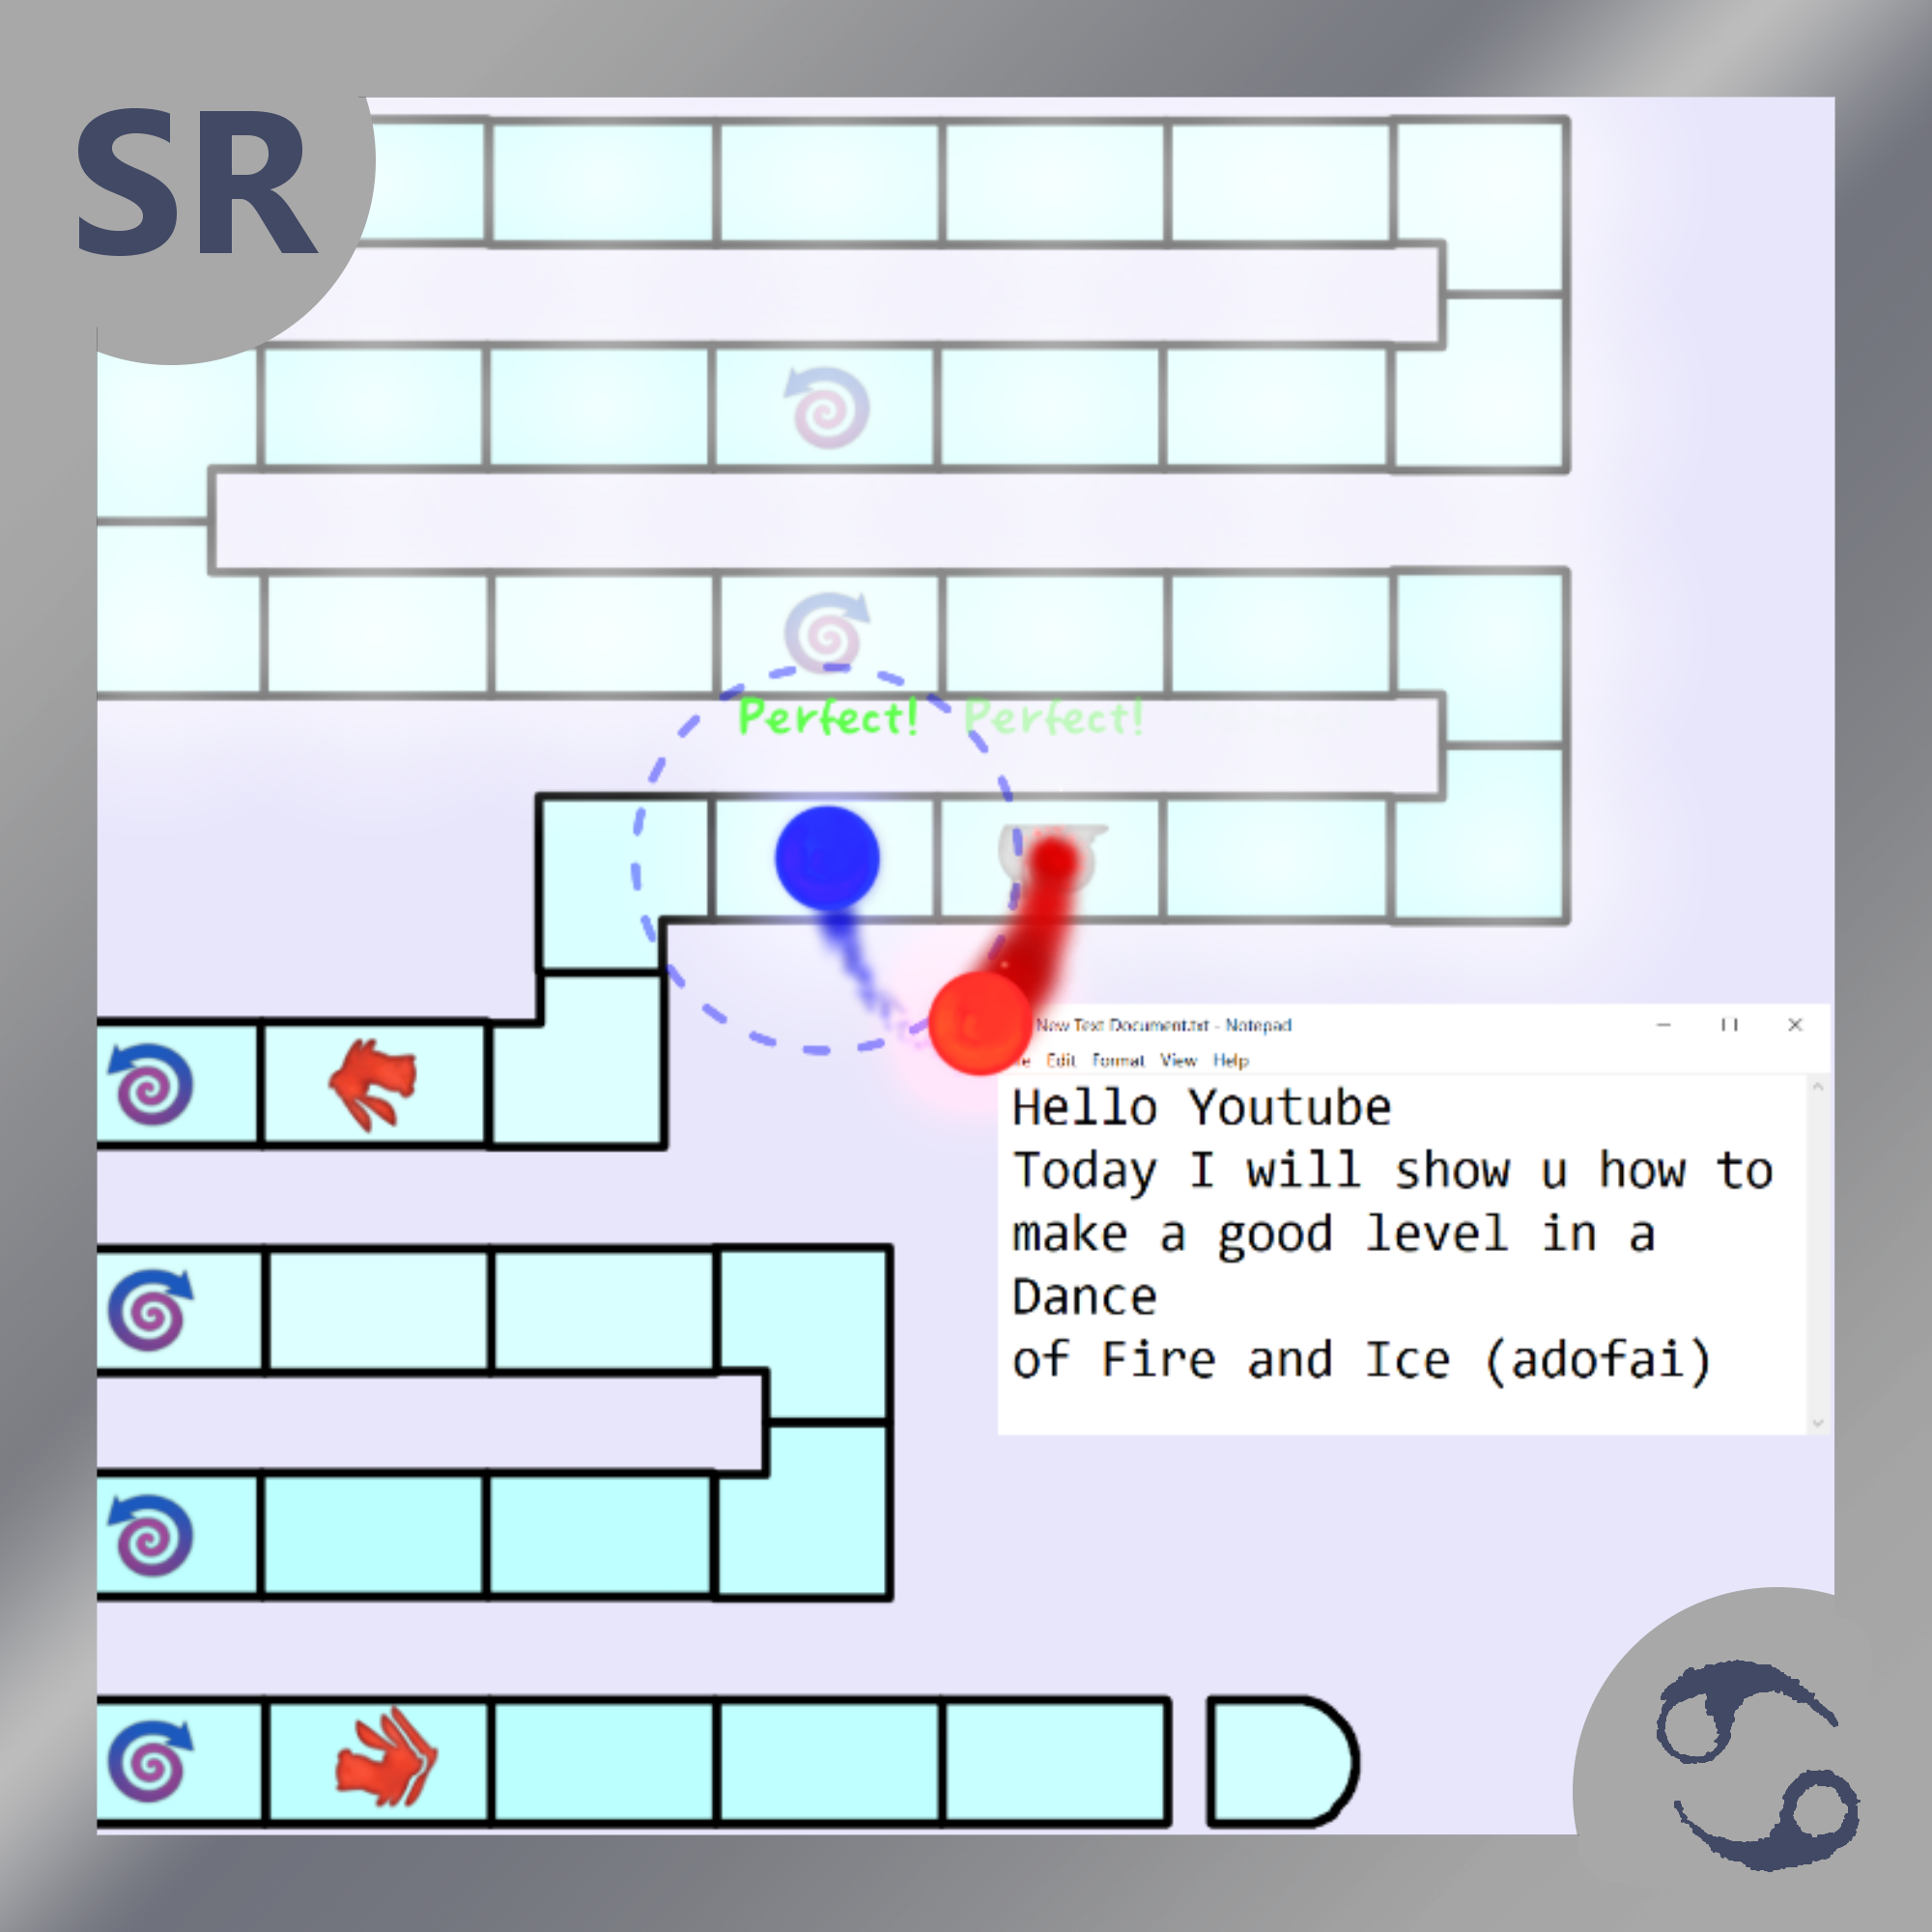 SR
Perfect! Perfect!
New Text Document.txt - Notepad
Edit Format View Help
Hello Youtube
Today I will show u how to
make a good level in a
Dance
of Fire and Ice (adofai)